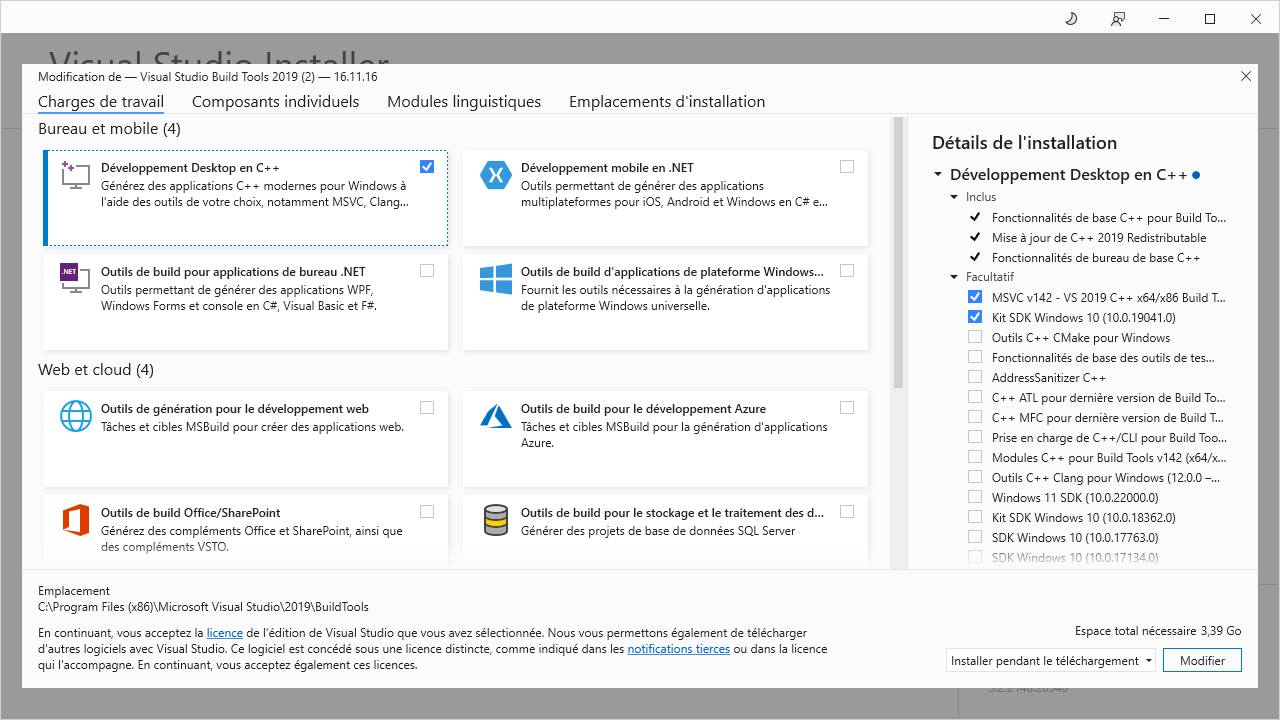 Visual Studio Installer
Modification de — Visual Studio Build Tools 2019 (2) — 16.11.16
Charges de travail
Composants individuels
Modules linguistiques
Emplacements d'installation
Bureau et mobile (4)
Développement Desktop en C++
Générez des applications C++ modernes pour Windows à
l'aide des outils de votre choix, notamment MSVC, Clang...
Développement mobile en .NET
Outils permettant de générer des applications
multiplateformes pour iOS, Android et Windows en C# e...
.NET
Outils de build pour applications de bureau .NET
Outils permettant de générer des applications WPF,
Windows Forms et console en C#, Visual Basic et F#.
Outils de build d'applications de plateforme Windows...
Fournit les outils nécessaires à la génération d'applications
de plateforme Windows universelle.
Web et cloud (4)
Outils de génération pour le développement web
Tâches et cibles MSBuild pour créer des applications web.
Outils de build pour le développement Azure
Tâches et cibles MSBuild pour la génération d'applications
Azure.
Outils de build Office/SharePoint
Générez des compléments Office et SharePoint, ainsi que
des compléments VSTO.
Outils de build pour le stockage et le traitement des d...
Générer des projets de base de données SQL Server
Détails de l'installation
Développement Desktop en C++
Inclus
Fonctionnalités de base C++ pour Build To...
Mise à jour de C++ 2019 Redistributable
Fonctionnalités de bureau de base C++
Facultatif
MSVC v142 - VS 2019 C++ x64/x86 Build T...
Kit SDK Windows 10 (10.0.19041.0)
Outils C++ CMake pour Windows
Fonctionnalités de base des outils de tes...
AddressSanitizer C++
C++ ATL pour dernière version de Build To...
C++ MFC pour dernière version de Build T...
Prise en charge de C++/CLI pour Build Too...
Modules C++ pour Build Tools v142 (x64/x...
Outils C++ Clang pour Windows (12.0.0 –...
Windows 11 SDK (10.0.22000.0)
Kit SDK Windows 10 (10.0.18362.0)
SDK Windows 10 (10.0.17763.0)
SDK Windows 10 (10.0.17134.0)
Emplacement
C:\Program Files (x86)\Microsoft Visual Studio\2019\BuildTools
En continuant, vous acceptez la licence de l'édition de Visual Studio que vous avez sélectionnée. Nous vous permettons également de télécharger
d'autres logiciels avec Visual Studio. Ce logiciel est concédé sous une licence distincte, comme indiqué dans les notifications tierces ou dans la licence
qui l'accompagne. En continuant, vous acceptez également ces licences.
Espace total nécessaire 3,39 Go
Installer pendant le téléchargement
Modifier